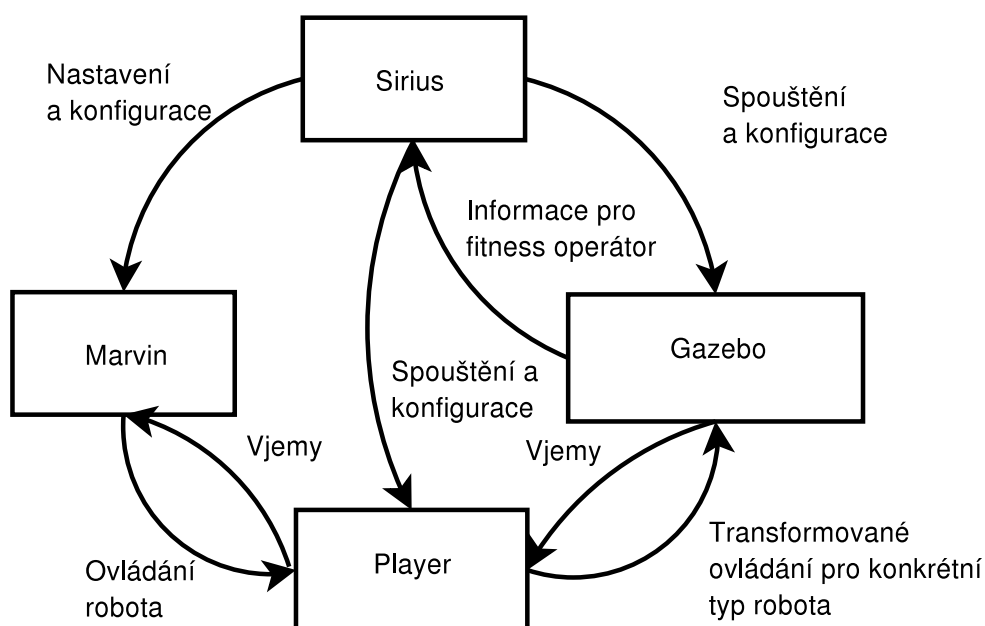 Sirius
Nastavení
a konfigurace
Spouštění
a konfigurace
Informace pro
fitness operátor
Marvin
Gazebo
Spouštění a
konfigurace
Vjemy
Vjemy
Player
Ovládání
robota
Transformované
ovládání pro konkrétní
typ robota